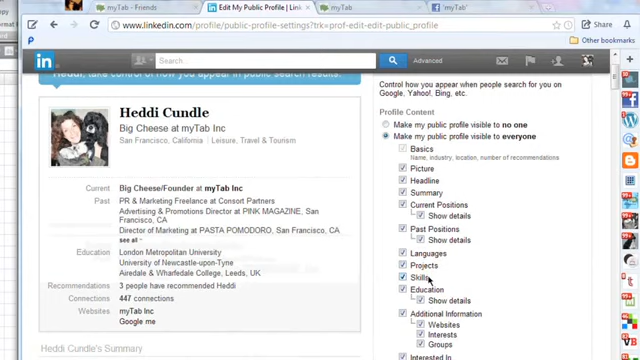 myTab - Friends
Edit My Public Profile | Link
myTab
'myTab'
www.linkedin.com/profile/public-profile-settings?trk=prof-edit-edit-public_profile
Share
Other bookmarks
in
Search...
Advanced
Heddi, take control of how you appear in public search results.
Heddi Cundle
Big Cheese at myTab Inc
San Francisco, California | Leisure, Travel & Tourism
Current Big Cheese/Founder at myTab Inc
Past PR & Marketing Freelance at Consort Partners
Advertising & Promotions Director at PINK MAGAZINE, San
Francisco, CA
Director of Marketing at PASTA POMODORO, San Francisco, CA
see all
Education London Metropolitan University
University of Newcastle-upon-Tyne
Airedale & Wharfedale College, Leeds, UK
Recommendations 3 people have recommended Heddi
Connections 447 connections
Websites myTab Inc
Google me
Heddi Cundle's Summary
Control how you appear when people search for you on
Google, Yahoo!, Bing, etc.
Profile Content
Make my public profile visible to no one
Make my public profile visible to everyone
Basics
Name, industry, location, number of recommendations
Picture
Headline
Summary
Current Positions
Show details
Past Positions
Show details
Languages
Projects
Skills
Education
Show details
Additional Information
Websites
Interests
Groups
Interested In